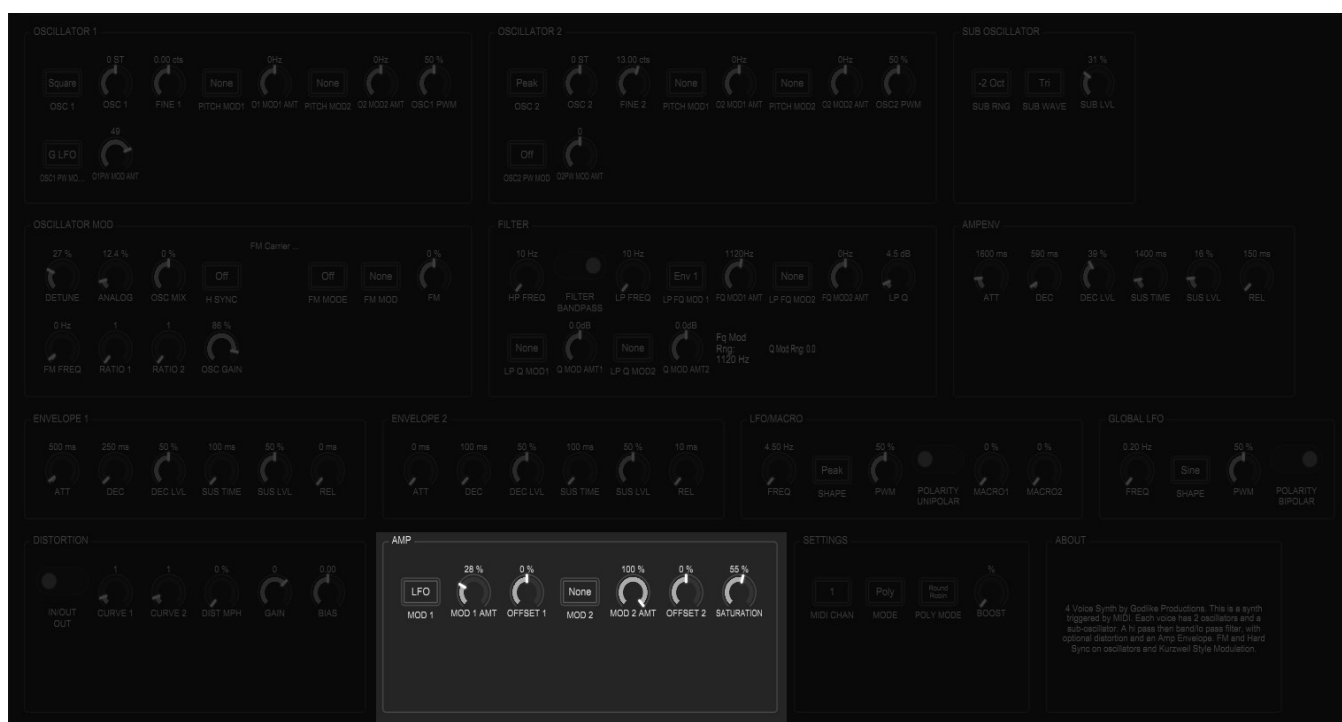 OSCILLATOR 1
0 ST 0.00 cts 0Hz 0Hz 50 %
Square None None
OSC 1 OSC 1 FINE 1 PITCH MOD1 O1 MOD1 AMT PITCH MOD2 O2 MOD2 AMT OSC1 PWM
49
G LFO
OSC1 PW MO... O1PW MOD AMT
OSCILLATOR 2
0 ST 13.00 cts 0Hz 0Hz 50 %
Peak None None
OSC 2 OSC 2 FINE 2 PITCH MOD1 O2 MOD1 AMT PITCH MOD2 O2 MOD2 AMT OSC2 PWM
0
Off
OSC2 PW MOD O2PW MOD AMT
SUB OSCILLATOR
31 %
-2 Oct Tri
SUB RNG SUB WAVE SUB LVL
OSCILLATOR MOD
FM Carrier ...
27 % 12.4 % 0 % 0 %
Off Off None
DETUNE ANALOG OSC MIX H SYNC FM MODE FM MOD FM
0 Hz 1 1 86 %
FM FREQ RATIO 1 RATIO 2 OSC GAIN
FILTER
10 Hz 10 Hz 1120Hz 0Hz 4.5 dB
Env 1 None
HP FREQ FILTER LP FREQ LP FQ MOD 1 FQ MOD1 AMT LP FQ MOD2 FQ MOD2 AMT LP Q
BANDPASS
0.0dB 0.0dB
None None
Fq Mod
Rng:
1120 Hz
Q Mod Rng: 0.0
LP Q MOD1 Q MOD AMT1 LP Q MOD2 Q MOD AMT2
AMPENV
1600 ms 590 ms 39 % 1400 ms 16 % 150 ms
ATT DEC DEC LVL SUS TIME SUS LVL REL
ENVELOPE 1
500 ms 250 ms 50 % 100 ms 50 % 0 ms
ATT DEC DEC LVL SUS TIME SUS LVL REL
ENVELOPE 2
0 ms 100 ms 50 % 100 ms 50 % 10 ms
ATT DEC DEC LVL SUS TIME SUS LVL REL
LFO/MACRO
4.50 Hz 50 % 0 % 0 %
Peak
FREQ SHAPE PWM POLARITY MACRO1 MACRO2
UNIPOLAR
GLOBAL LFO
0.20 Hz 50 %
Sine
FREQ SHAPE PWM POLARITY
BIPOLAR
DISTORTION
1 1 0 % 0 0.00
IN/OUT CURVE 1 CURVE 2 DIST MPH GAIN BIAS
OUT
AMP
28 % 0 % 100 % 0 % 55 %
LFO None
MOD 1 MOD 1 AMT OFFSET 1 MOD 2 MOD 2 AMT OFFSET 2 SATURATION
SETTINGS
%
1 Poly Round
Robin
MIDI CHAN MODE POLY MODE BOOST
ABOUT
4 Voice Synth by Godlike Productions. This is a synth
triggered by MIDI. Each voice has 2 oscillators and a
sub-oscillator. A hi pass then band/lo pass filter, with
optional distortion and an Amp Envelope. FM and Hard
Sync on oscillators and Kurzweil Style Modulation.